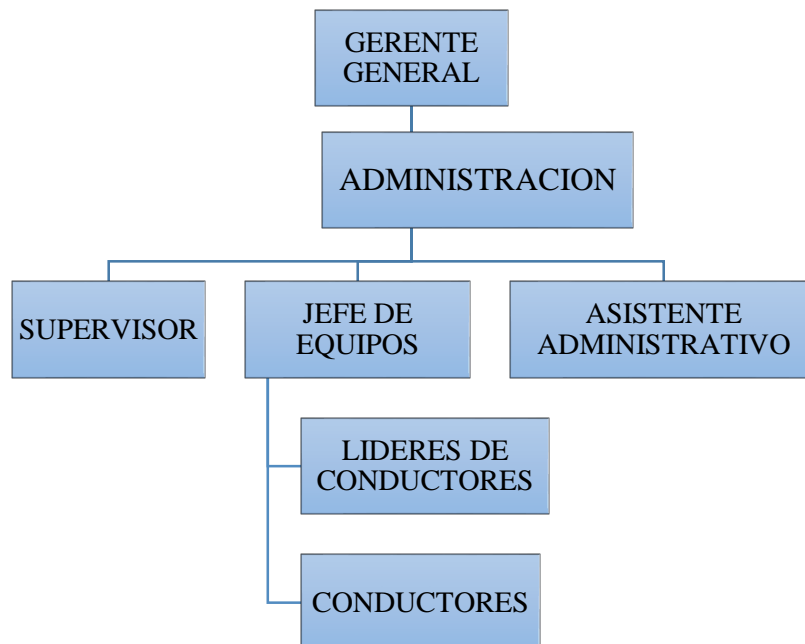 GERENTE
GENERAL
ADMINISTRACION
SUPERVISOR
JEFE DE
EQUIPOS
ASISTENTE
ADMINISTRATIVO
LIDERES DE
CONDUCTORES
CONDUCTORES